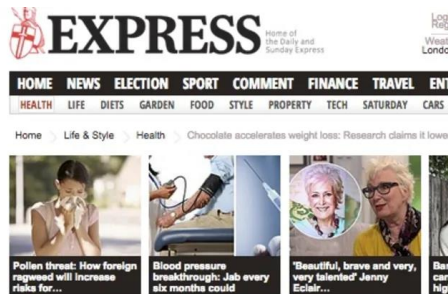 EXPRESS
Home of
the Daily and
Sunday Express
HOME NEWS ELECTION SPORT COMMENT FINANCE TRAVEL
HEALTH LIFE DIETS GARDEN FOOD STYLE PROPERTY TECH SATURDAY CARS
Home Life & Style Health Chocolate accelerates weight loss: Research claims it lowe
Pollen threat: How foreign
ragweed will increase
risks for...
Blood pressure
breakthrough: Jab every
six months could
'Beautiful, brave and very,
very talented' Jenny
Eclair...